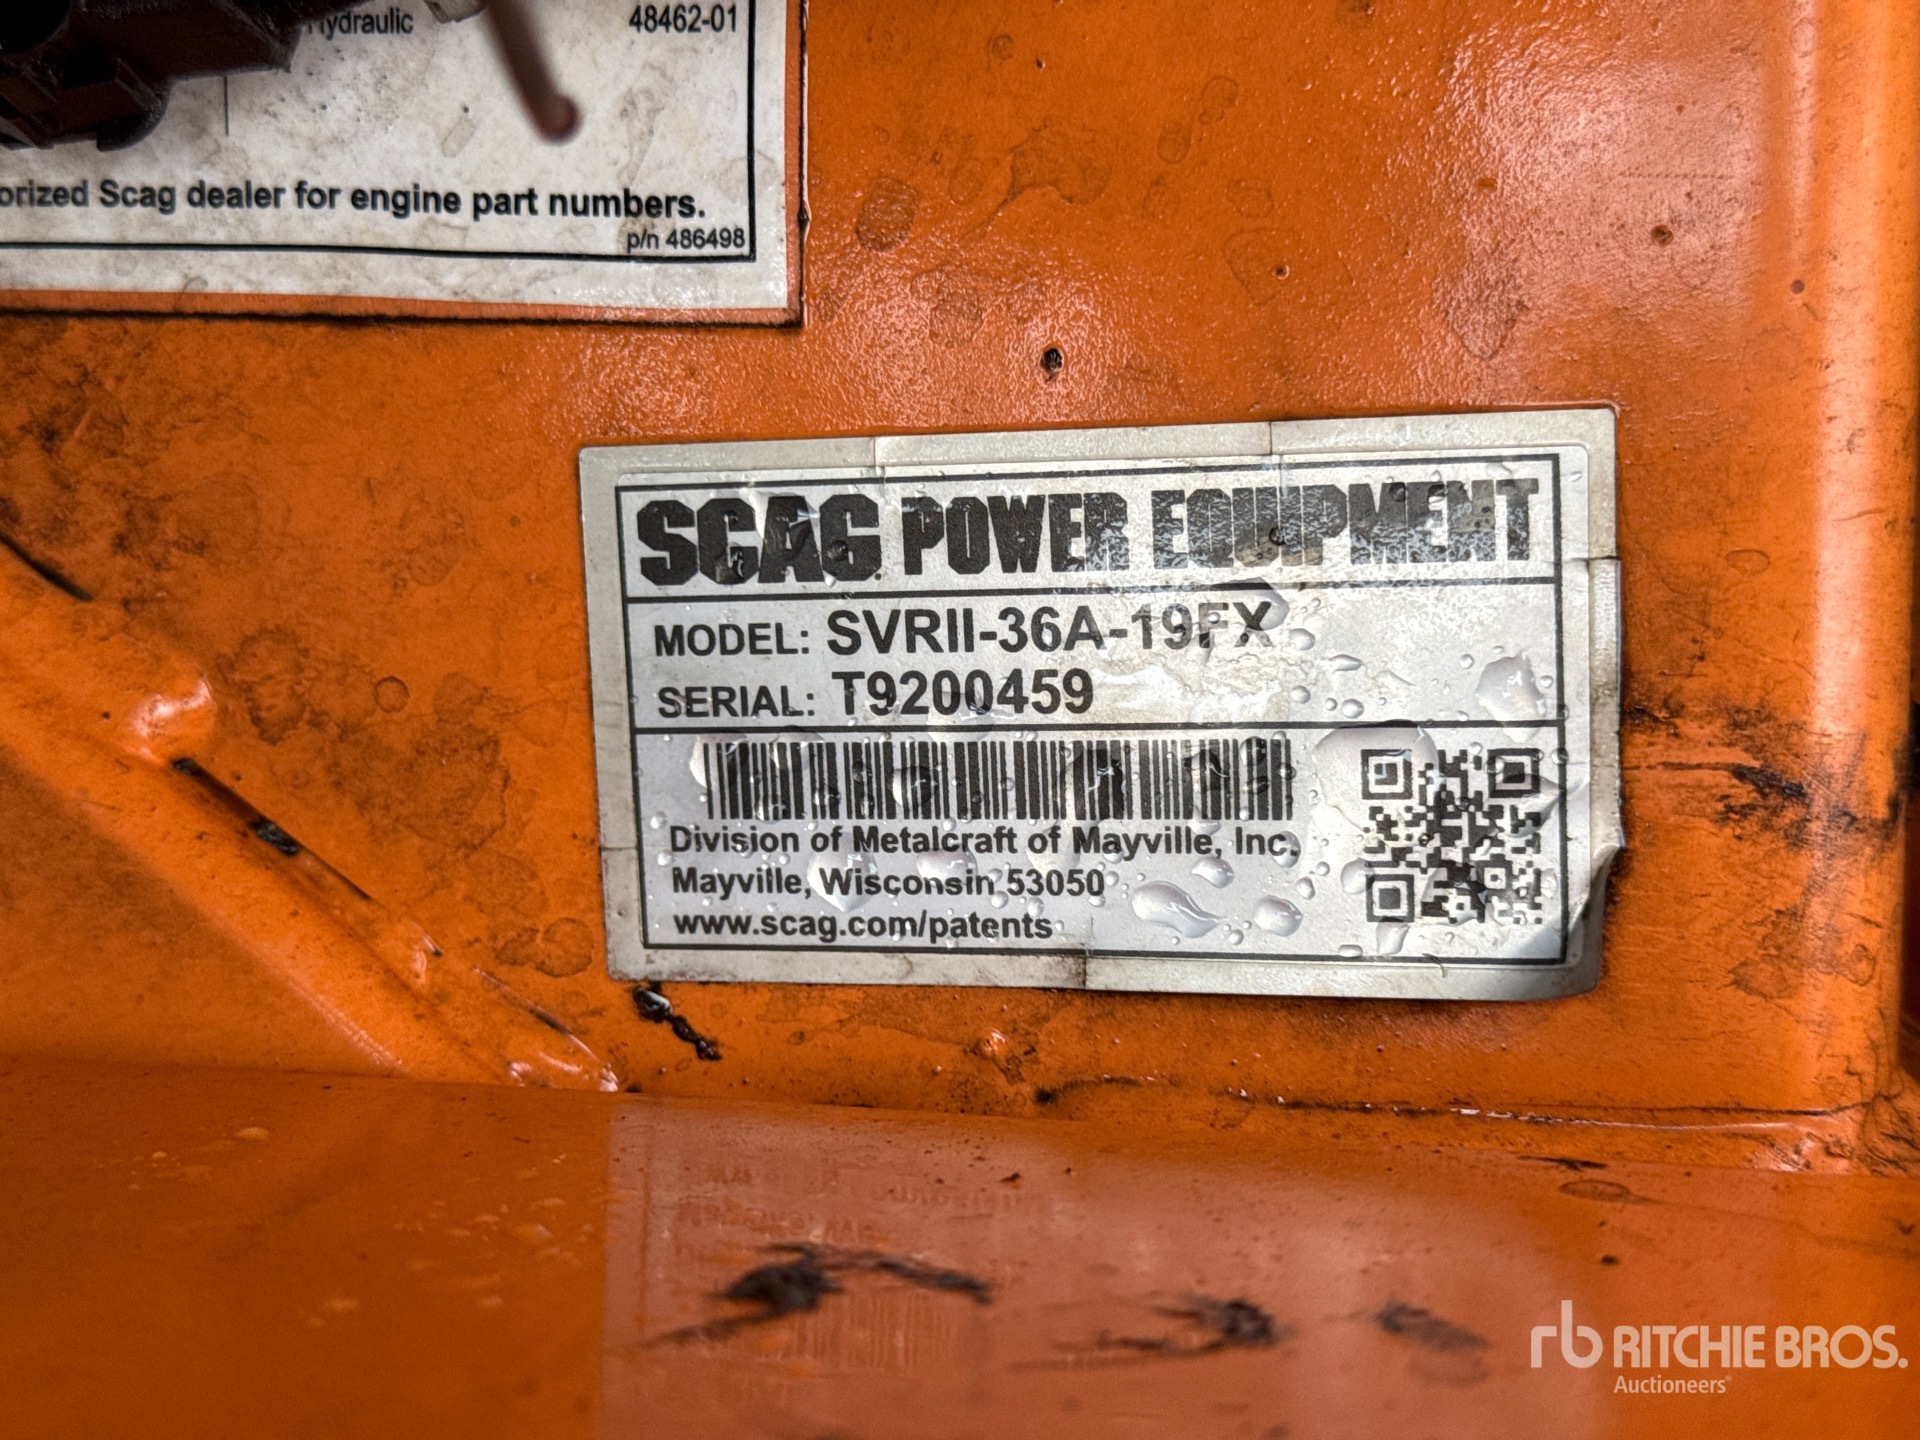 Hydraulic 48462-01
orized Scag dealer for engine part numbers.
p/n 486498
SCAG POWER EQUIPMENT
MODEL: SVRII-36A-19FX
SERIAL: T9200459
Division of Metalcraft of Mayville, Inc.
Mayville, Wisconsin 53050
www.scag.com/patents
rb RITCHIE BROS.
Auctioneers